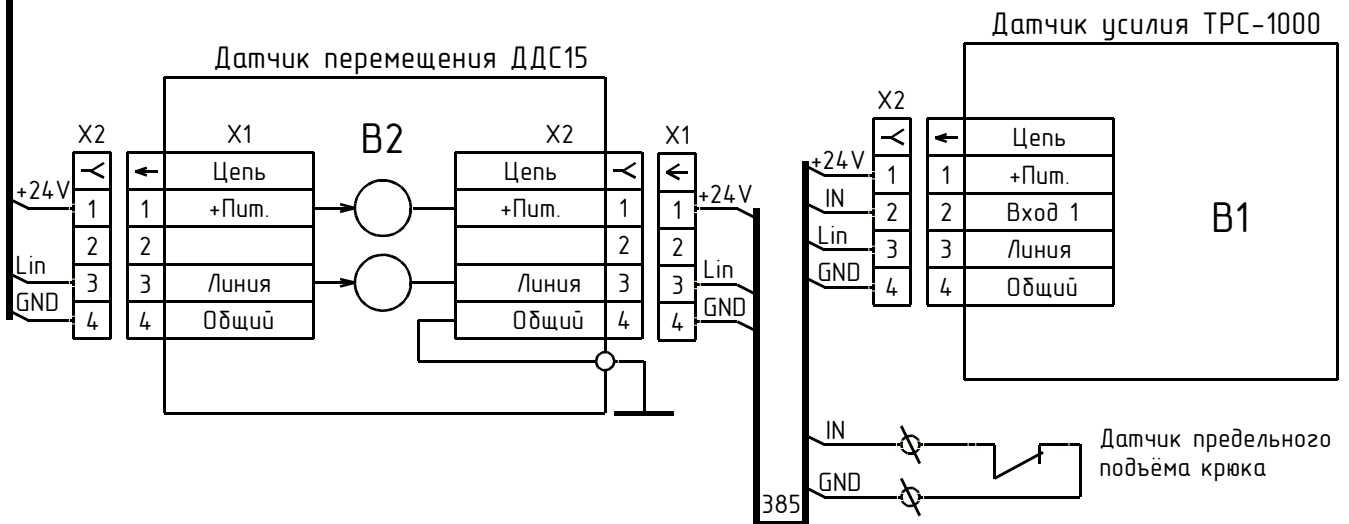 Датчик усилия ТРС-1000
Датчик перемещения ДДС15
X2
X1
B2
X2
X1
Цепь
Цепь
+24V
1
1
+Пит.
+Пит.
1
1
+24V
2
2
2
2
Lin
3
3
Линия
Линия
3
3
Lin
GND
4
4
Общий
Общий
4
4
GND
X2
Цепь
+24V
1
1
+Пит.
IN
2
2
Вход 1
B1
Lin
3
3
Линия
GND
4
4
Общий
IN
Датчик предельного
подъёма крюка
GND
385